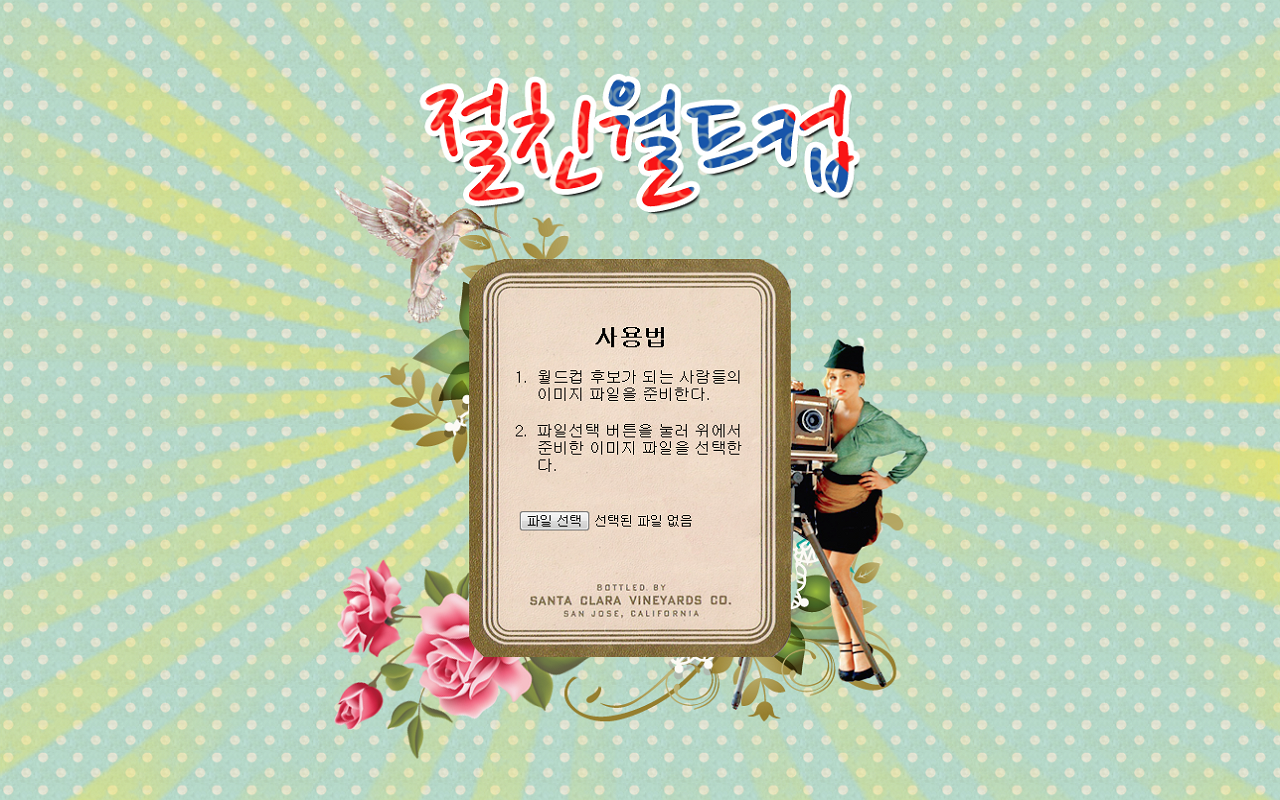 절친월드컵
사용법
1. 월드컵 후보가 되는 사람들의
이미지 파일을 준비한다.
2. 파일선택 버튼을 눌러 위에서
준비한 이미지 파일을 선택한
다.
파일 선택 선택된 파일 없음
BOTTLED BY
SANTA CLARA VINEYARDS CO.
SAN JOSE, CALIFORNIA